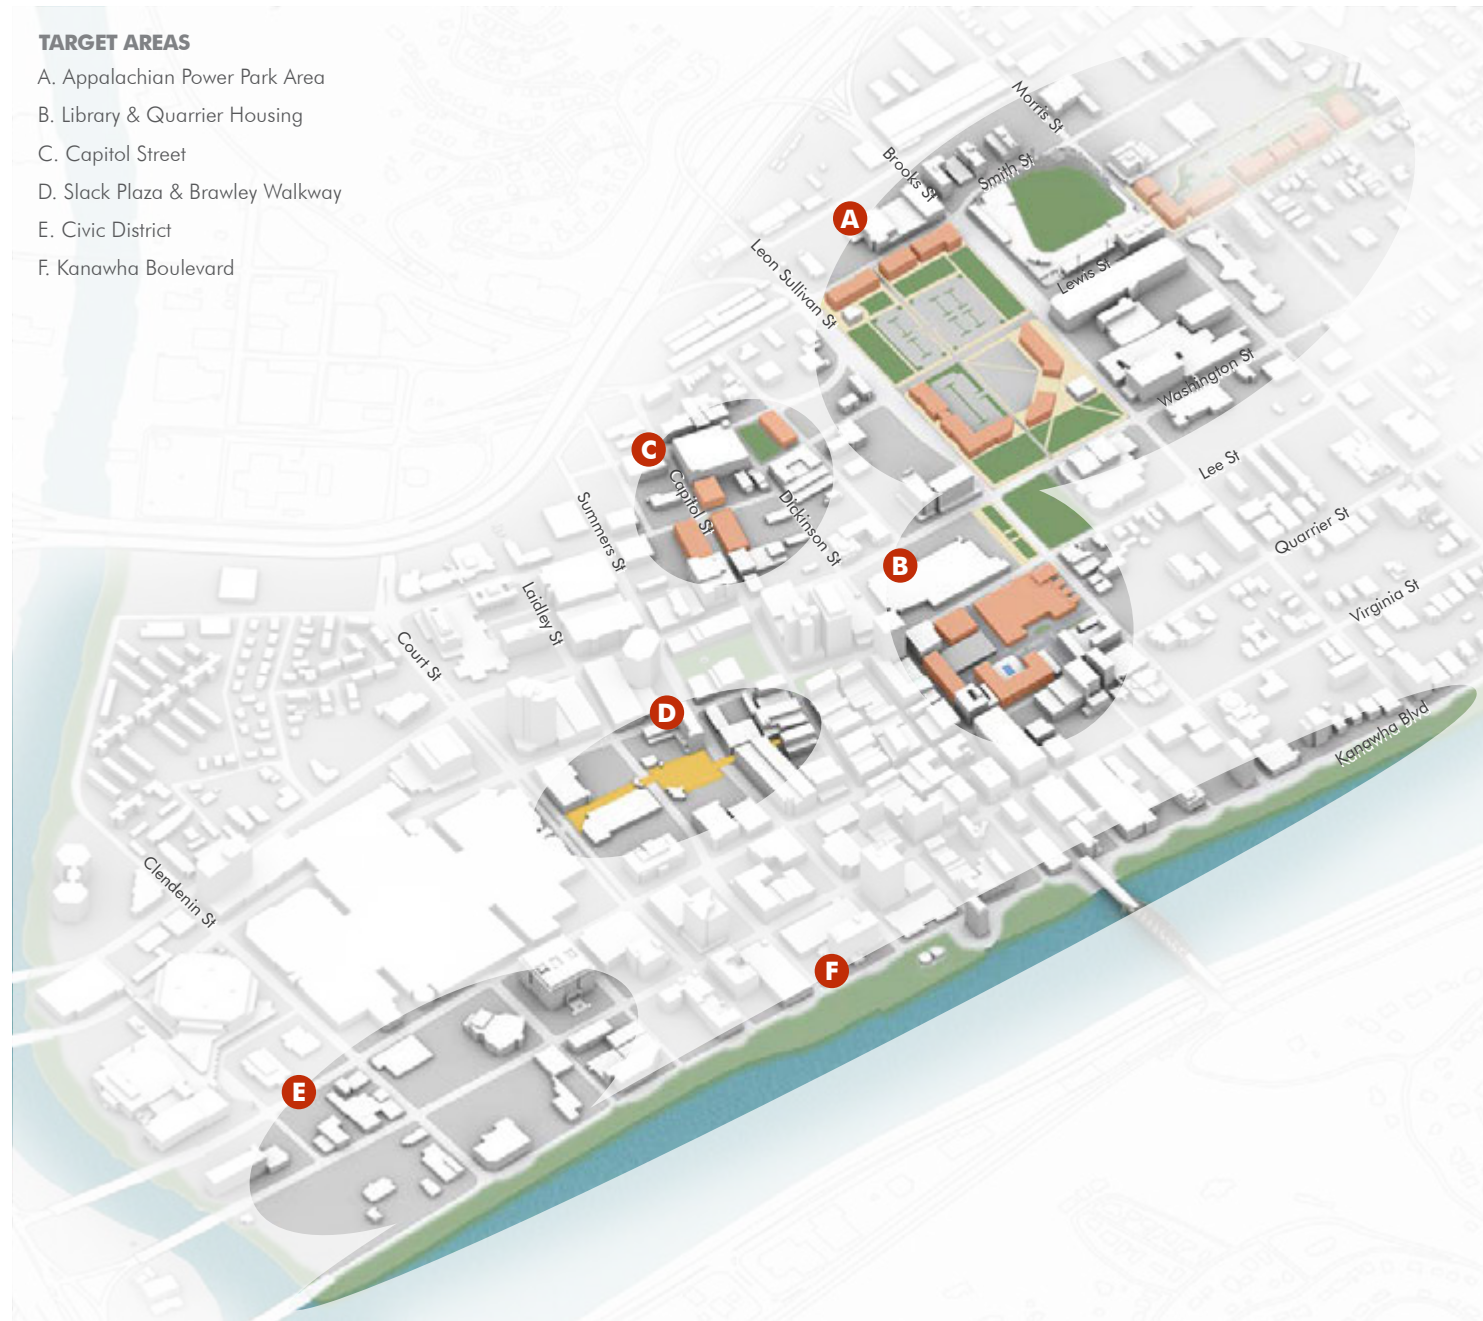 TARGET AREAS
A. Appalachian Power Park Area
B. Library & Quarrier Housing
C. Capitol Street
D. Slack Plaza & Brawley Walkway
E. Civic District
F. Kanawha Boulevard
Morris St
Brooks St
Smith St
A
Leon Sullivan St
Lewis St
Washington St
C
Capitol St
Dickinson St
Summers St
Lee St
Quarrier St
B
Laidley St
Virginia St
Court St
D
Kanawha Blvd
Clendenin St
F
E